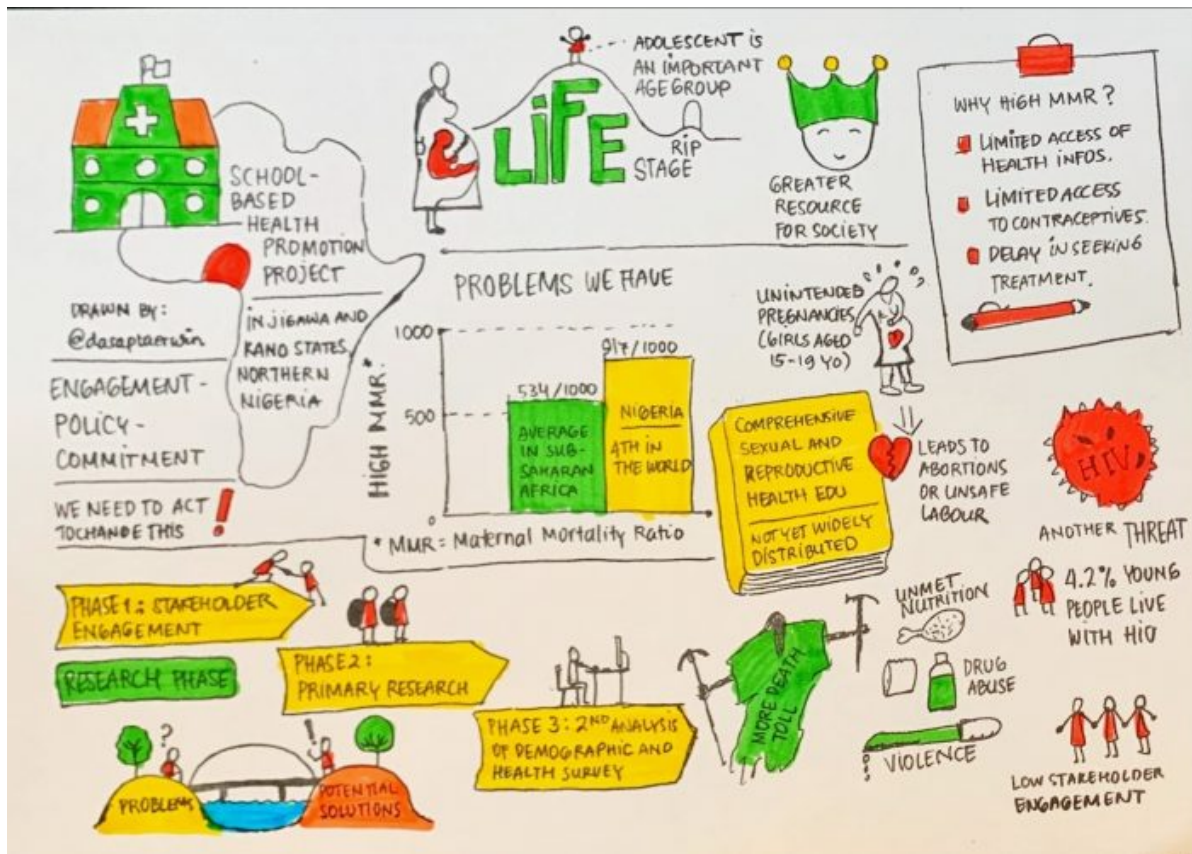 SCHOOL-
BASED
HEALTH
PROMOTION
PROJECT
IN JIGAWA AND
KANO STATES,
NORTHERN
NIGERIA
DRAWN BY:
@dasaptaerwin
ENGAGEMENT-
POLICY-
COMMITMENT
WE NEED TO ACT
TO CHANGE THIS !
LIFE
STAGE
RIP
ADOLESCENT IS
AN IMPORTANT
AGE GROUP
GREATER
RESOURCE
FOR SOCIETY
WHY HIGH MMR?
LIMITED ACCESS OF
HEALTH INFOS.
LIMITED ACCESS
TO CONTRACEPTIVES.
DELAY IN SEEKING
TREATMENT.
PROBLEMS WE HAVE
HIGH MMR.*
1000
500
0
534/1000
AVERAGE
IN SUB-
SAHARAN
AFRICA
917/1000
NIGERIA
4TH IN
THE WORLD
* MMR = Maternal Mortality Ratio
UNINTENDED
PREGNANCIES
(GIRLS AGED
15-19 YO)
LEADS TO
ABORTIONS
OR UNSAFE
LABOUR
COMPREHENSIVE
SEXUAL AND
REPRODUCTIVE
HEALTH EDU
NOT YET WIDELY
DISTRIBUTED
HIV
ANOTHER THREAT
4.2% YOUNG
PEOPLE LIVE
WITH HIV
PHASE 1: STAKEHOLDER
ENGAGEMENT
RESEARCH PHASE
PHASE 2:
PRIMARY RESEARCH
PHASE 3: 2ND ANALYSIS
OF DEMOGRAPHIC AND
HEALTH SURVEY
?
!
PROBLEMS
POTENTIAL
SOLUTIONS
MORE DEATH
TOLL
UNMET
NUTRITION
DRUG
ABUSE
VIOLENCE
LOW STAKEHOLDER
ENGAGEMENT